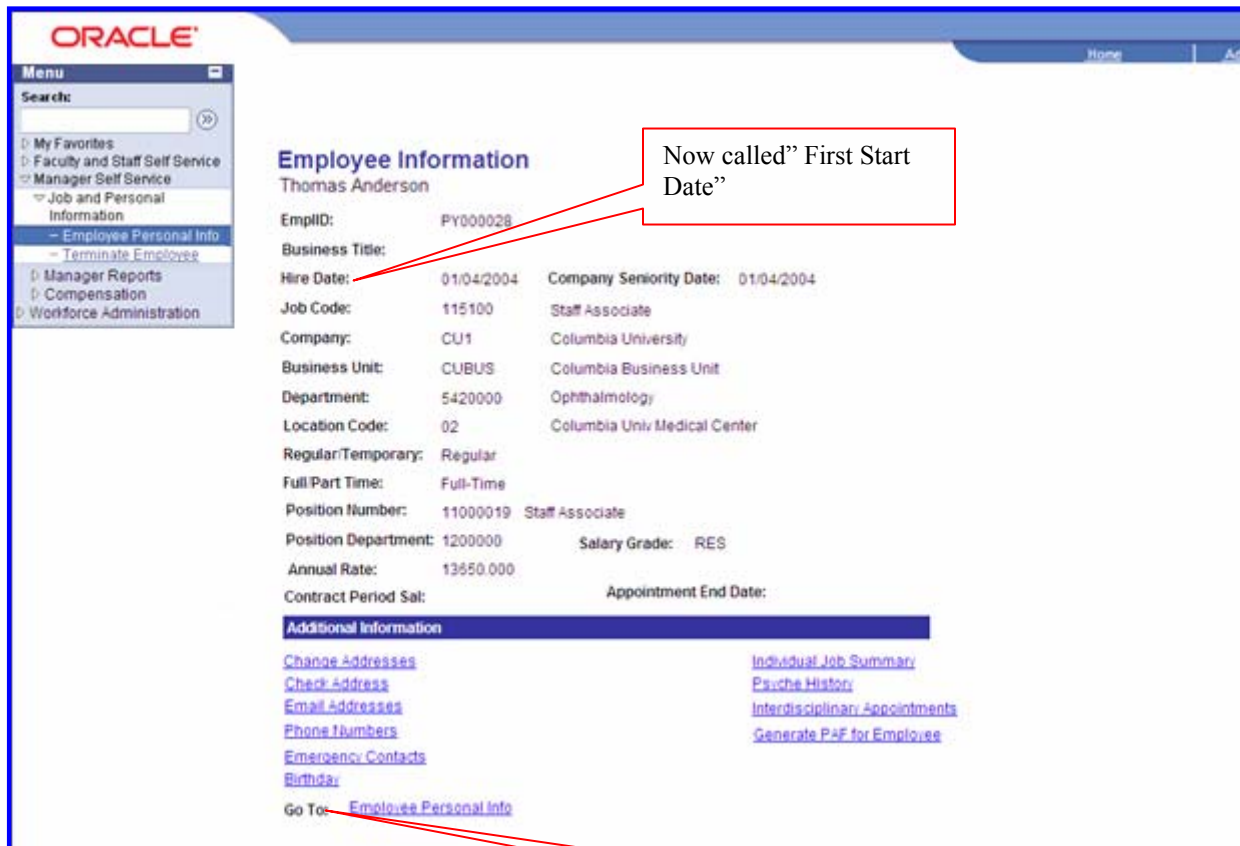 ORACLE
Home
Ad
Menu
Search:
My Favorites
Faculty and Staff Self Service
Manager Self Service
Job and Personal
Information
– Employee Personal Info
– Terminate Employee
Manager Reports
Compensation
Workforce Administration
Employee Information
Thomas Anderson
Now called” First Start
Date”
EmplID: PY000028
Business Title:
Hire Date: 01/04/2004 Company Seniority Date: 01/04/2004
Job Code: 115100 Staff Associate
Company: CU1 Columbia University
Business Unit: CUBUS Columbia Business Unit
Department: 5420000 Ophthalmology
Location Code: 02 Columbia Univ Medical Center
Regular/Temporary: Regular
Full/Part Time: Full-Time
Position Number: 11000019 Staff Associate
Position Department: 1200000 Salary Grade: RES
Annual Rate: 13650.000
Contract Period Sal: Appointment End Date:
Additional Information
Change Addresses Individual Job Summary
Check Address Psyche History
Email Addresses Interdisciplinary Appointments
Phone Numbers Generate PAF for Employee
Emergency Contacts
Birthday
Go To: Employee Personal Info